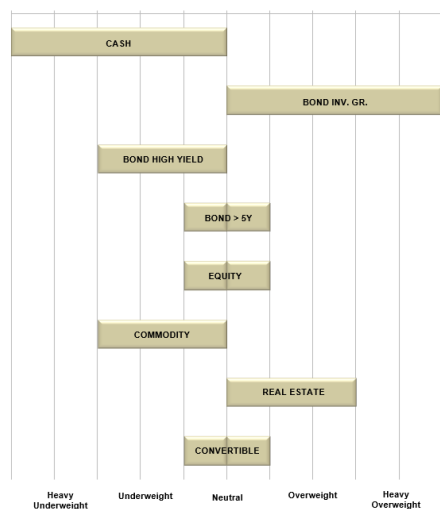 CASH
BOND INV. GR.
BOND HIGH YIELD
BOND > 5Y
EQUITY
COMMODITY
REAL ESTATE
CONVERTIBLE
Heavy Underweight
Underweight
Neutral
Overweight
Heavy Overweight